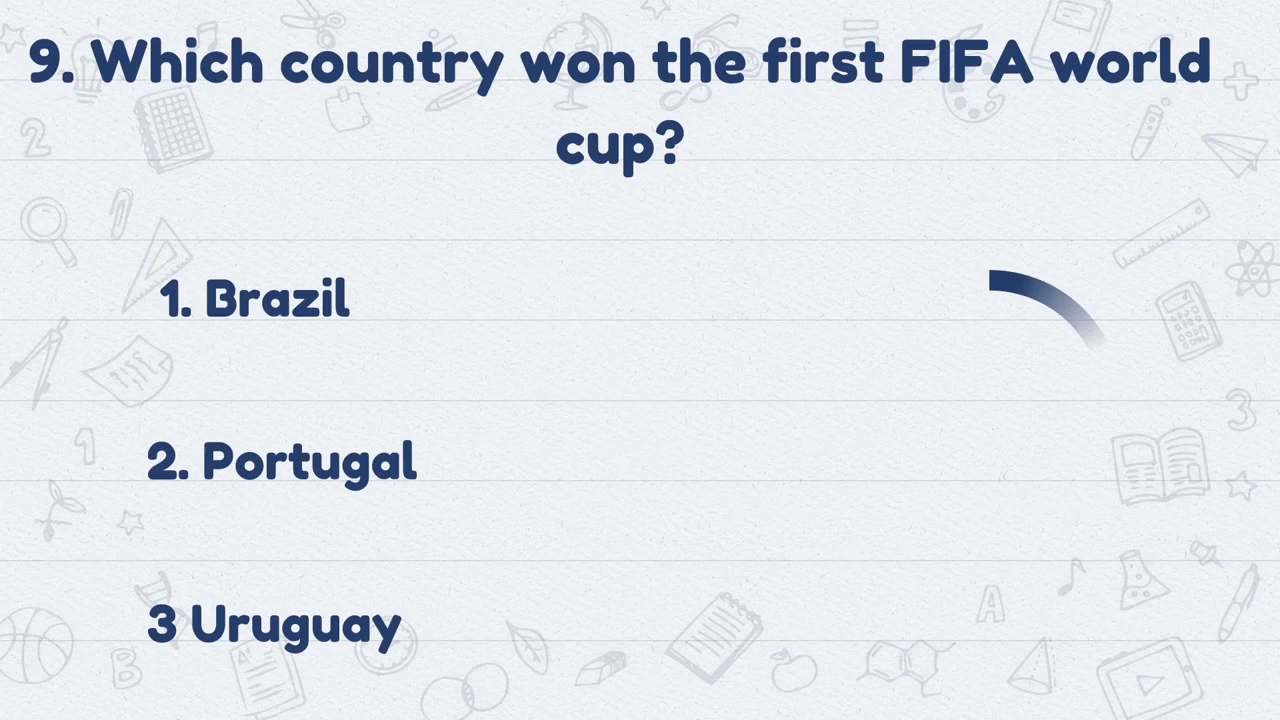 9. Which country won the first FIFA world
cup?
1. Brazil
2. Portugal
3 Uruguay